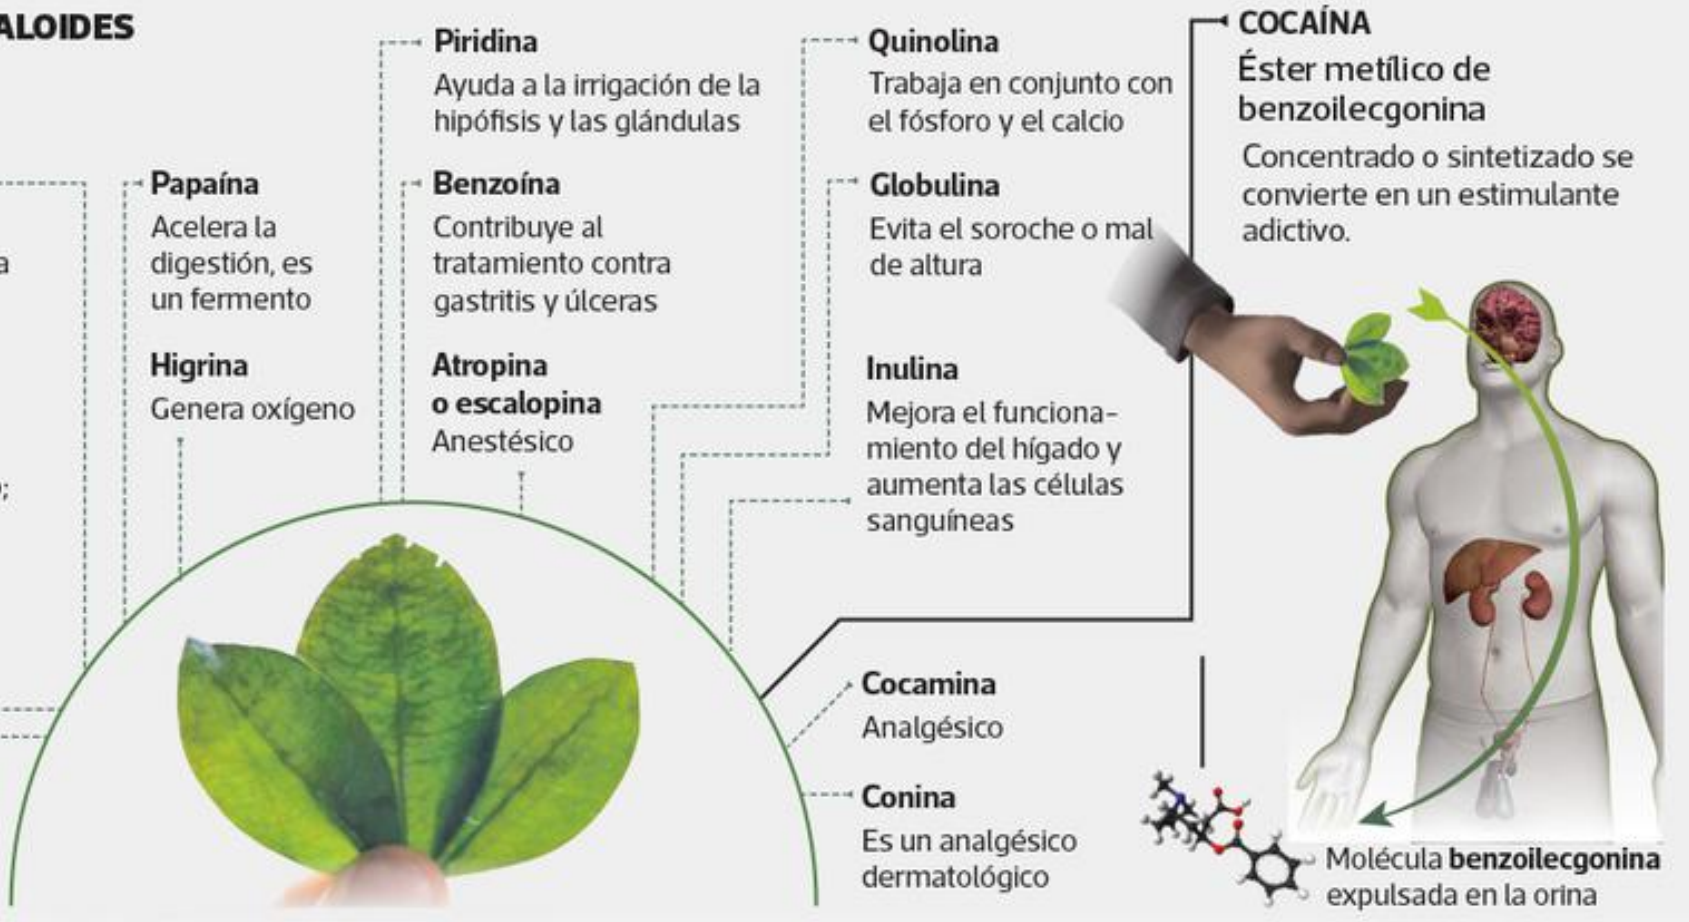 ALOIDES
Piridina
Ayuda a la irrigación de la
hipófisis y las glándulas
Quinolina
Trabaja en conjunto con
el fósforo y el calcio
COCAÍNA
Éster metílico de
benzoilecgonina
Concentrado o sintetizado se
convierte en un estimulante
adictivo.
Papaína
Acelera la
digestión, es
un fermento
Benzoína
Contribuye al
tratamiento contra
gastritis y úlceras
Globulina
Evita el soroche o mal
de altura
a
Higrina
Genera oxígeno
Atropina
o escalopina
Anestésico
Inulina
Mejora el funciona-
miento del hígado y
aumenta las células
sanguíneas
;
Cocamina
Analgésico
Conina
Es un analgésico
dermatológico
Molécula benzoilecgonina
expulsada en la orina